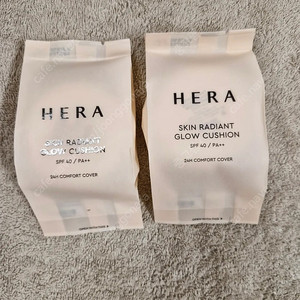 HERA
SKIN RADIANT
GLOW CUSHION
SPF 40 / PA++
24H COMFORT COVER
HERA
SKIN RADIANT
GLOW CUSHION
SPF 40 / PA++
24H COMFORT COVER